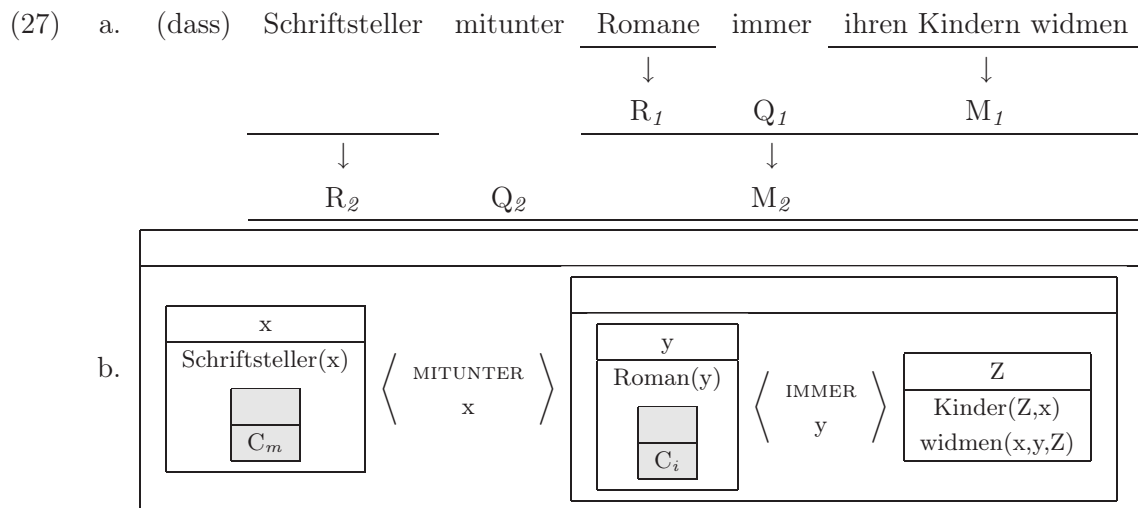 (27) a. (dass) Schriftsteller mitunter Romane immer ihren Kindern widmen
↓ ↓
R1 Q1 M1
↓ ↓
R2 Q2 M2
b.
x
Schriftsteller(x)
Cm
⟨ MITUNTER x ⟩
y
Roman(y)
Ci
⟨ IMMER y ⟩
Z
Kinder(Z,x)
widmen(x,y,Z)